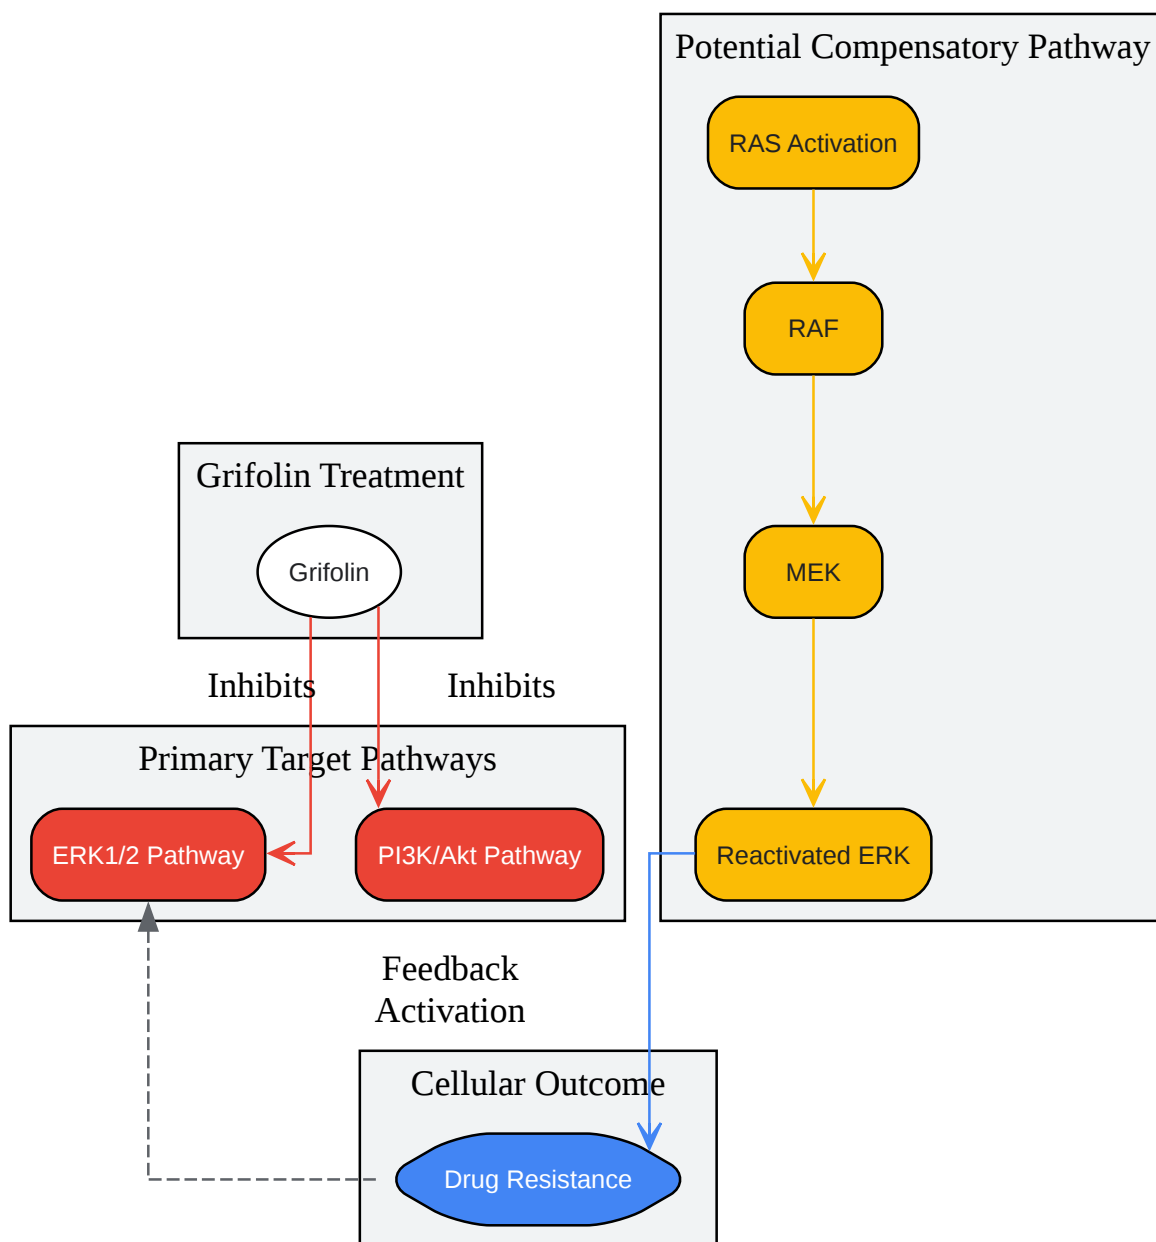 Potential Compensatory Pathway
RAS Activation
RAF
MEK
Reactivated ERK
Grifolin Treatment
Grifolin
Inhibits
Inhibits
Primary Target Pathways
ERK1/2 Pathway
PI3K/Akt Pathway
Feedback
Activation
Cellular Outcome
Drug Resistance